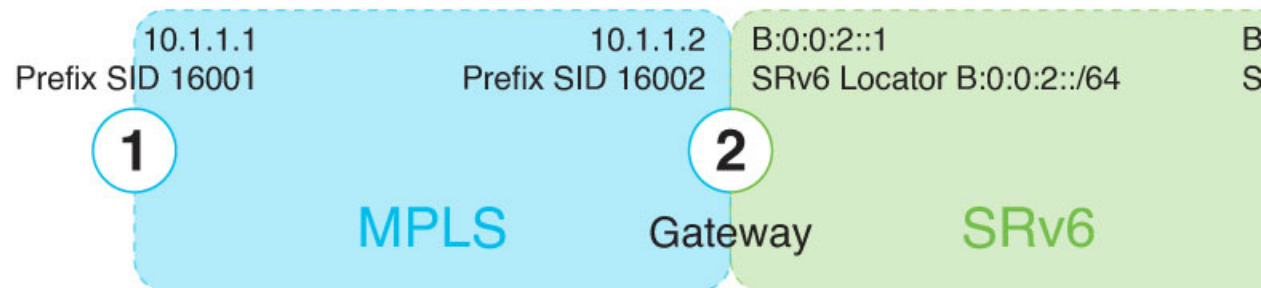 10.1.1.1
Prefix SID 16001
10.1.1.2
Prefix SID 16002
B:0:0:2::1
SRv6 Locator B:0:0:2::/64
B
S
1
2
MPLS
Gateway
SRv6